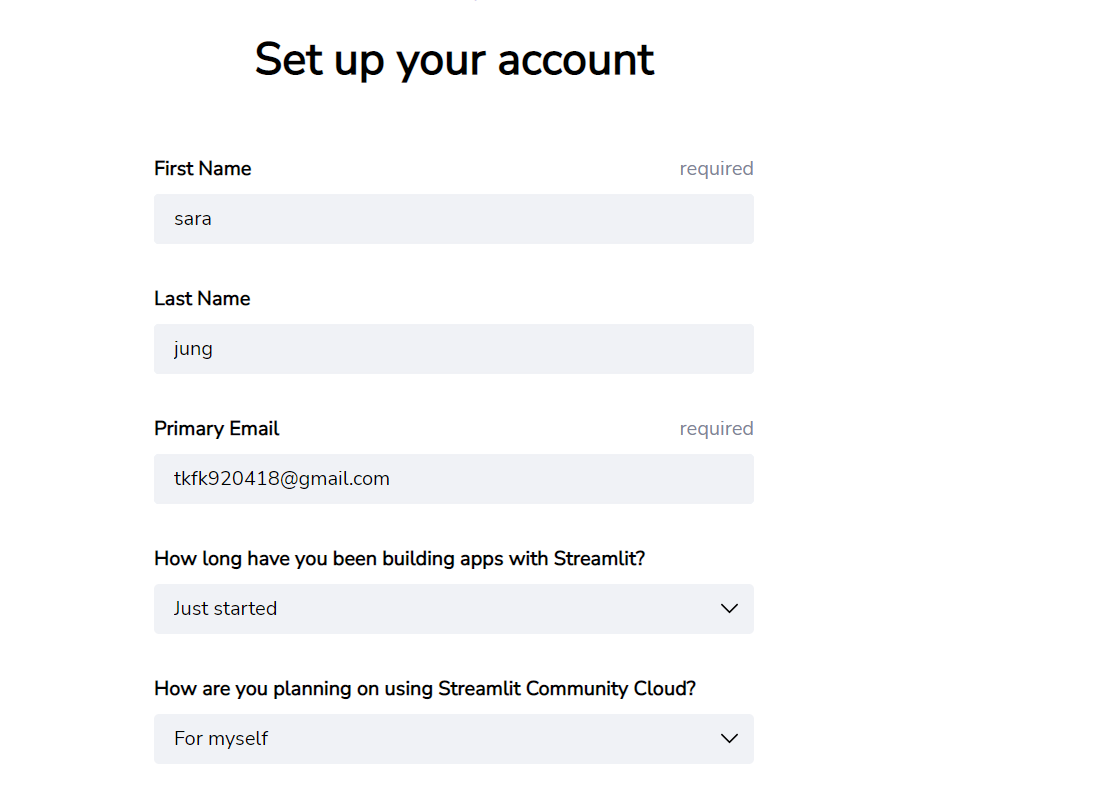 Set up your account
First Name required
sara
Last Name
jung
Primary Email required
tkfk920418@gmail.com
How long have you been building apps with Streamlit?
Just started
How are you planning on using Streamlit Community Cloud?
For myself